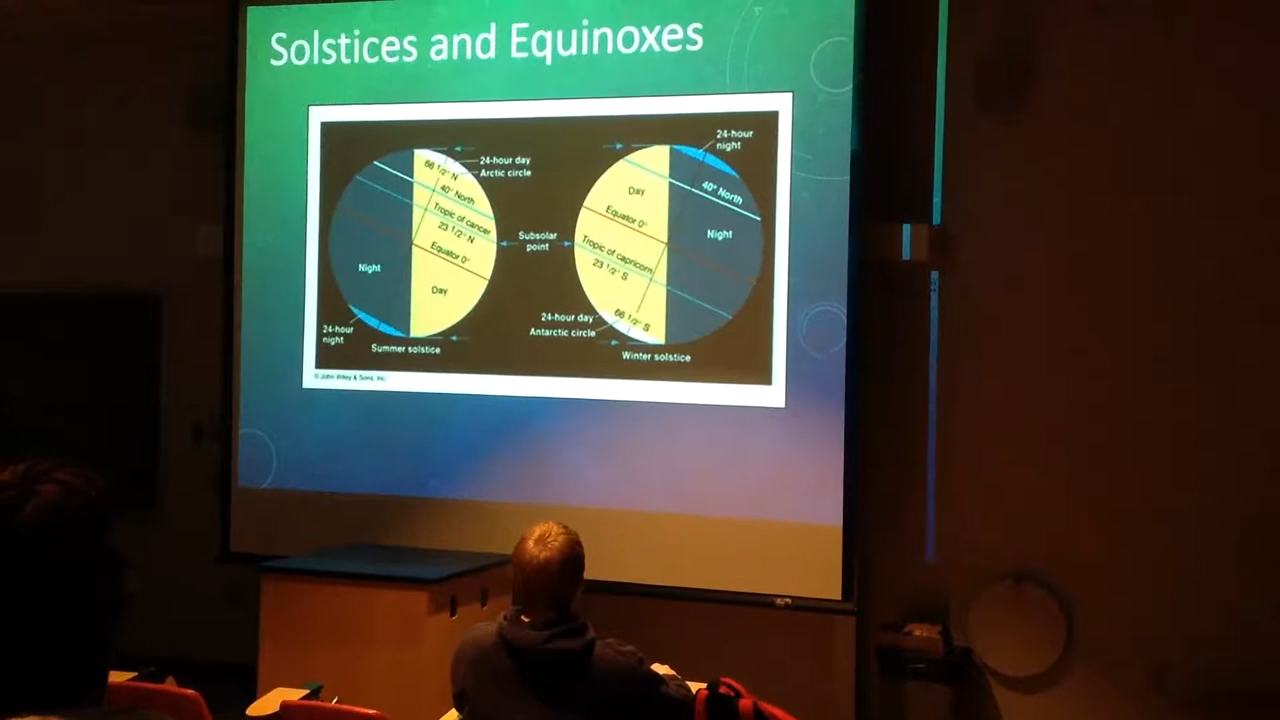 Solstices and Equinoxes
66 1/2° N
24-hour day
Arctic circle
40° North
Tropic of cancer
23 1/2° N
Equator 0°
Night
Day
24-hour
night
Summer solstice
Subsolar
point
24-hour
night
Day
40° North
Equator 0°
Night
Tropic of capricorn
23 1/2° S
24-hour day
66 1/2° S
Antarctic circle
Winter solstice
© John Wiley & Sons, Inc.